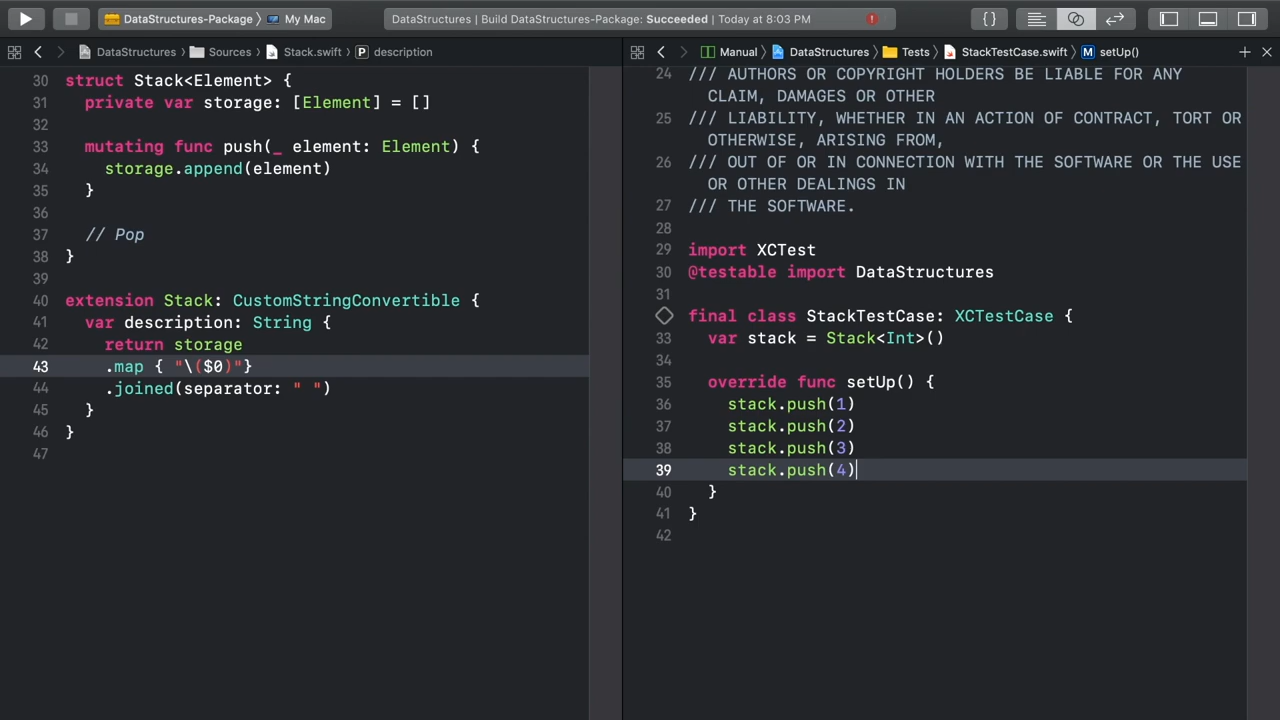 DataStructures-Package 〉 My Mac
DataStructures | Build DataStructures-Package: Succeeded | Today at 8:03 PM
{ }
DataStructures 〉 Sources 〉 Stack.swift 〉 P description
30 struct Stack<Element> {
31 private var storage: [Element] = []
32
33 mutating func push(_ element: Element) {
34 storage.append(element)
35 }
36
37 // Pop
38 }
39
40 extension Stack: CustomStringConvertible {
41 var description: String {
42 return storage
43 .map { "\($0)"}
44 .joined(separator: " ")
45 }
46 }
47
Manual 〉 DataStructures 〉 Tests 〉 StackTestCase.swift 〉 M setUp()
24 /// AUTHORS OR COPYRIGHT HOLDERS BE LIABLE FOR ANY
CLAIM, DAMAGES OR OTHER
25 /// LIABILITY, WHETHER IN AN ACTION OF CONTRACT, TORT OR
OTHERWISE, ARISING FROM,
26 /// OUT OF OR IN CONNECTION WITH THE SOFTWARE OR THE USE
OR OTHER DEALINGS IN
27 /// THE SOFTWARE.
28
29 import XCTest
30 @testable import DataStructures
31
final class StackTestCase: XCTestCase {
33 var stack = Stack<Int>()
34
35 override func setUp() {
36 stack.push(1)
37 stack.push(2)
38 stack.push(3)
39 stack.push(4)
40 }
41 }
42